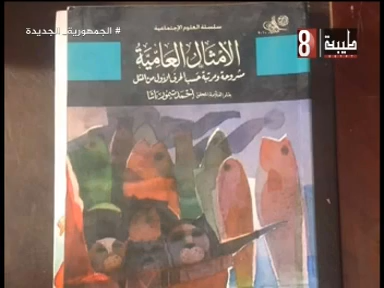 # الجمهورية_الجديدة
طيبة
8
سلسلة العلوم الاجتماعية
الأمثال العامية
مشروحة ومرتبة حسب الحرف الأول من المثل
أحمد تيمور باشا